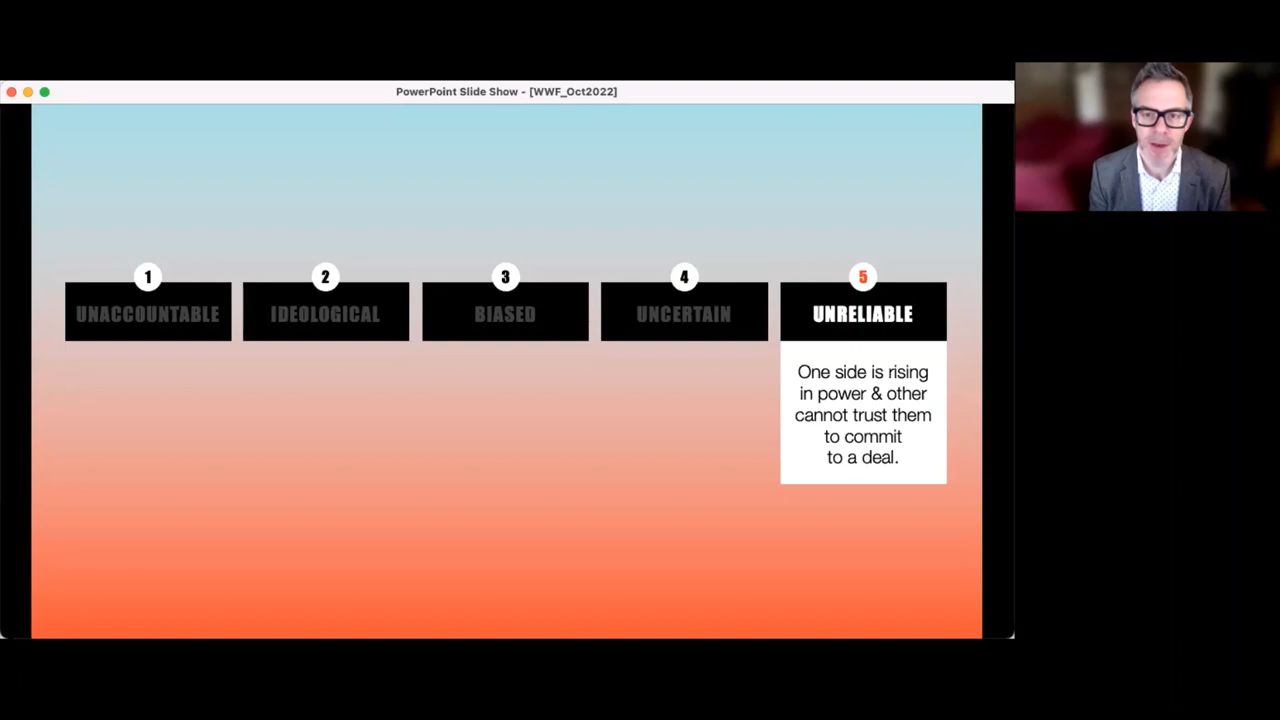 PowerPoint Slide Show - [WWF_Oct2022]
1
2
3
4
5
UNACCOUNTABLE
IDEOLOGICAL
BIASED
UNCERTAIN
UNRELIABLE
One side is rising
in power & other
cannot trust them
to commit
to a deal.